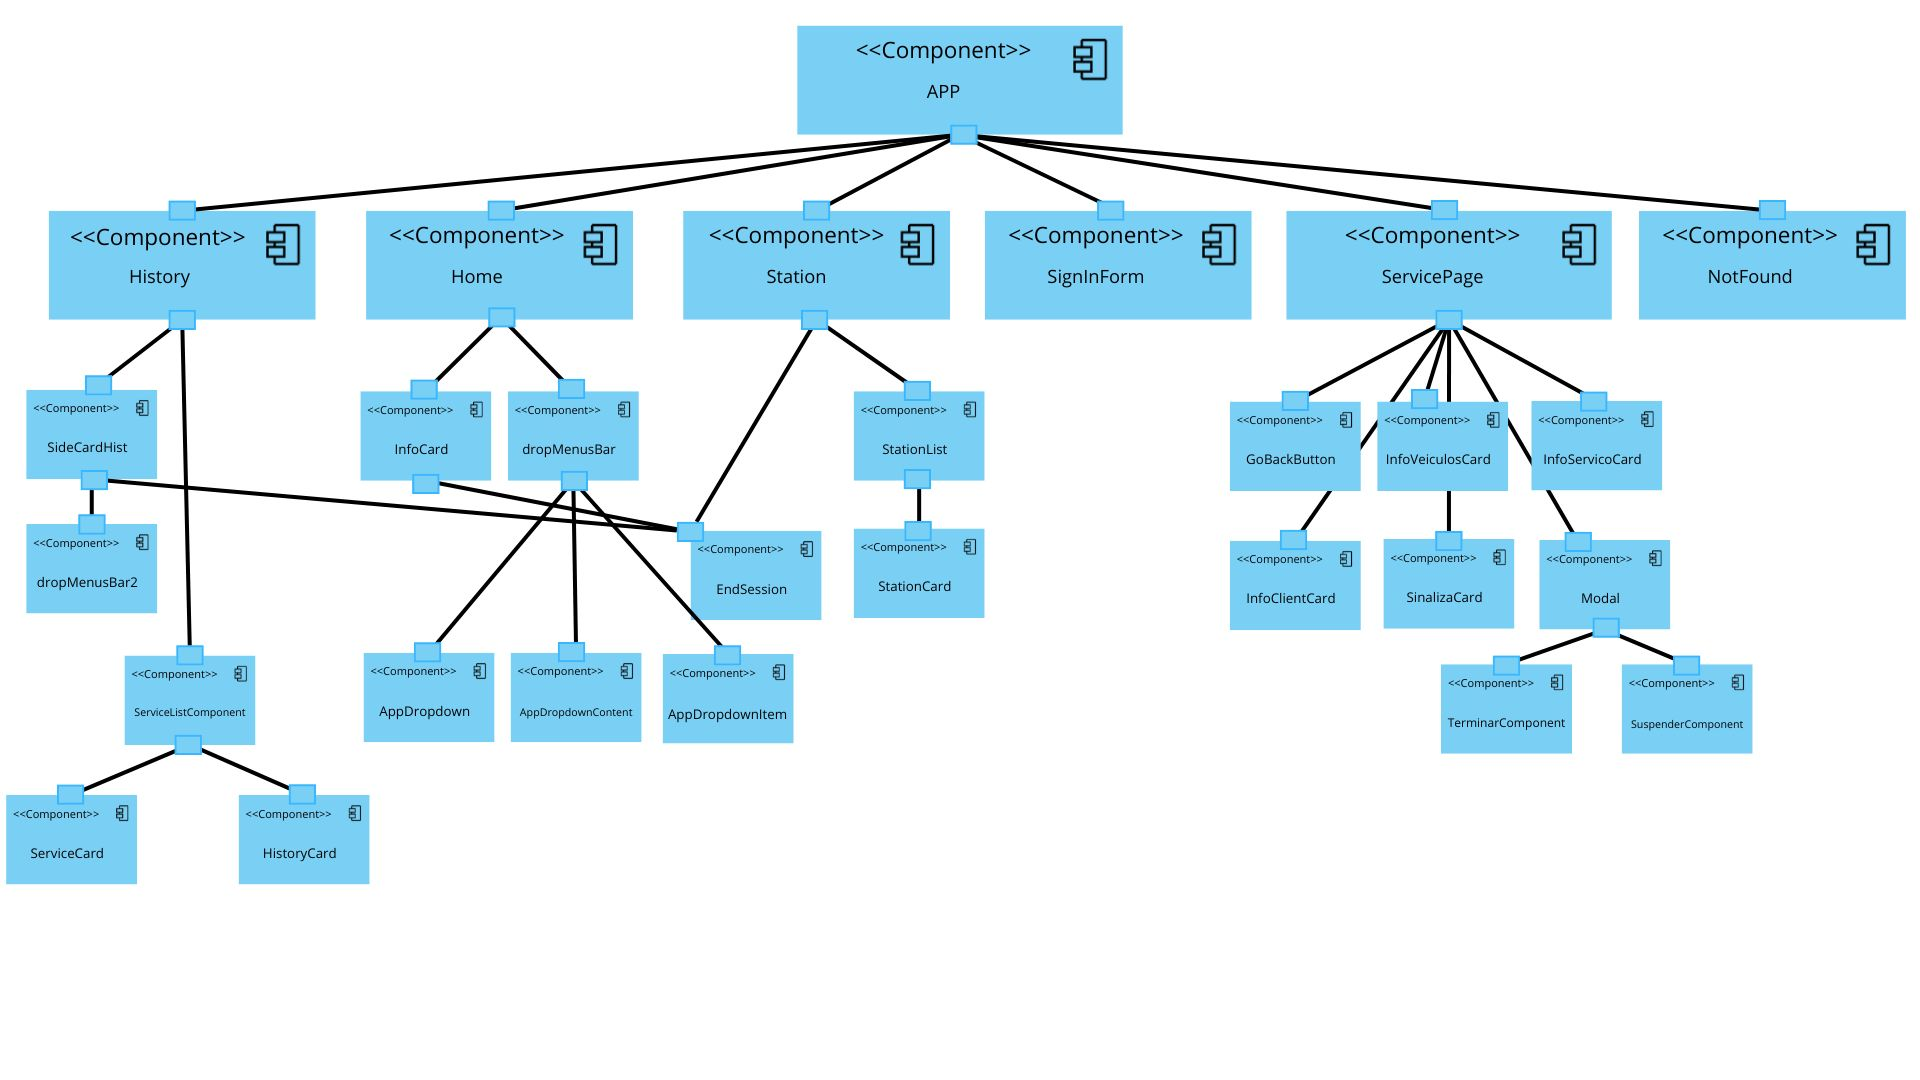 <<Component>>
APP
<<Component>>
History
<<Component>>
Home
<<Component>>
Station
<<Component>>
SignInForm
<<Component>>
ServicePage
<<Component>>
NotFound
<<Component>>
SideCardHist
<<Component>>
InfoCard
<<Component>>
dropMenusBar
<<Component>>
StationList
<<Component>>
GoBackButton
<<Component>>
InfoVeiculosCard
<<Component>>
InfoServicoCard
<<Component>>
dropMenusBar2
<<Component>>
EndSession
<<Component>>
StationCard
<<Component>>
InfoClientCard
<<Component>>
SinalizaCard
<<Component>>
Modal
<<Component>>
ServiceListComponent
<<Component>>
AppDropdown
<<Component>>
AppDropdownContent
<<Component>>
AppDropdownItem
<<Component>>
TerminarComponent
<<Component>>
SuspenderComponent
<<Component>>
ServiceCard
<<Component>>
HistoryCard